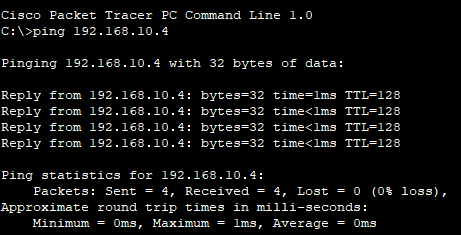 Cisco Packet Tracer PC Command Line 1.0
C:\>ping 192.168.10.4
Pinging 192.168.10.4 with 32 bytes of data:
Reply from 192.168.10.4: bytes=32 time=1ms TTL=128
Reply from 192.168.10.4: bytes=32 time<1ms TTL=128
Reply from 192.168.10.4: bytes=32 time<1ms TTL=128
Reply from 192.168.10.4: bytes=32 time<1ms TTL=128
Ping statistics for 192.168.10.4:
Packets: Sent = 4, Received = 4, Lost = 0 (0% loss),
Approximate round trip times in milli-seconds:
Minimum = 0ms, Maximum = 1ms, Average = 0ms